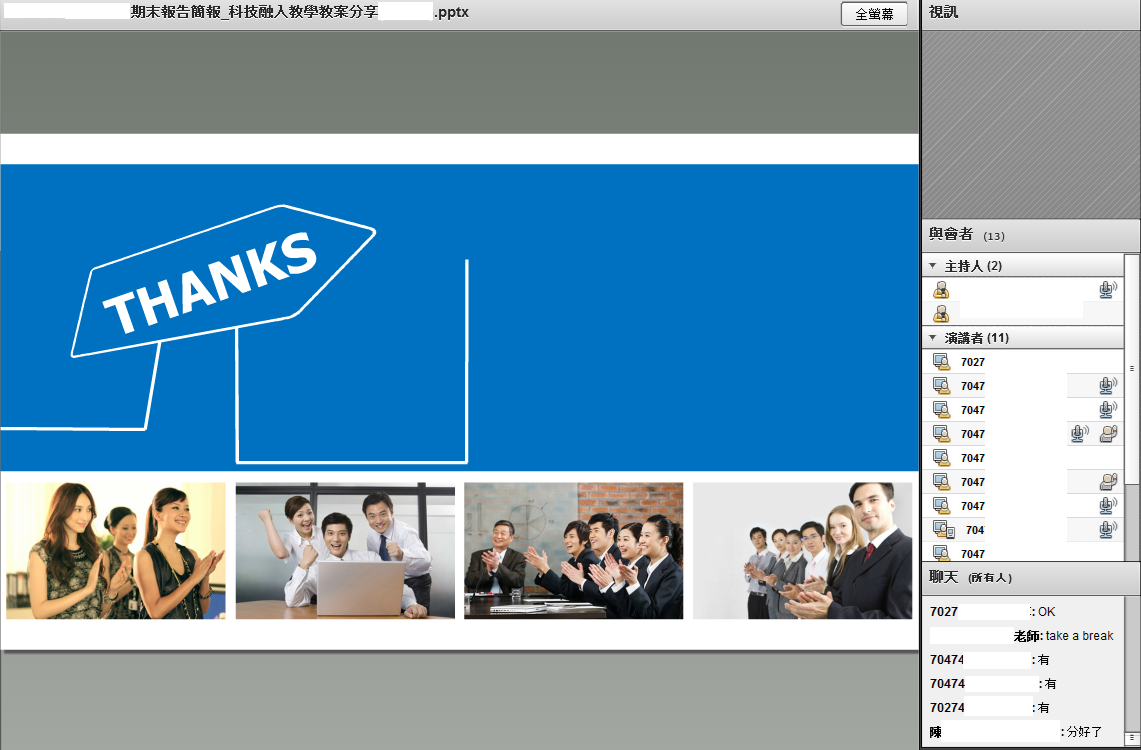 期末報告簡報_科技融入教學教案分享 .pptx
全螢幕
THANKS
視訊
與會者 (13)
主持人 (2)
演講者 (11)
7027
7047
7047
7047
7047
7047
7047
704
7047
聊天 (所有人)
7027 : OK
老師: take a break
70474 : 有
70474 : 有
70274 : 有
陳 : 分好了